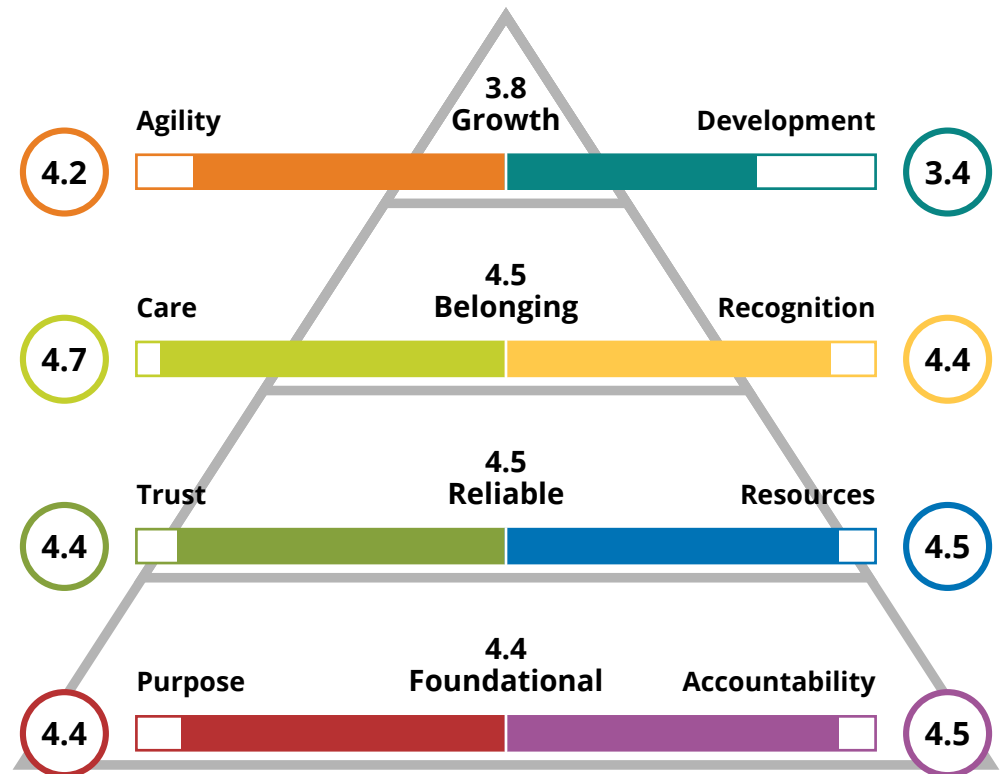 3.8
Growth
Agility
Development
4.2
3.4
4.5
Belonging
Care
Recognition
4.7
4.4
4.5
Reliable
Trust
Resources
4.4
4.5
4.4
Foundational
Purpose
Accountability
4.4
4.5